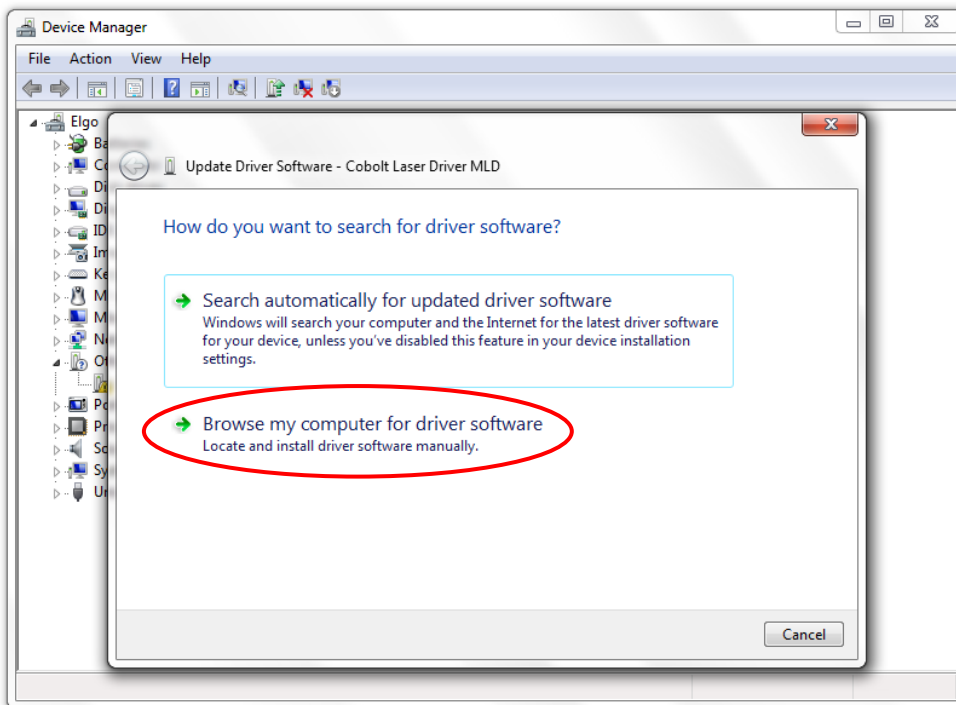 Device Manager
File Action View Help
Elgo
Update Driver Software - Cobolt Laser Driver MLD
How do you want to search for driver software?
Search automatically for updated driver software
Windows will search your computer and the Internet for the latest driver software
for your device, unless you've disabled this feature in your device installation
settings.
Browse my computer for driver software
Locate and install driver software manually.
Cancel